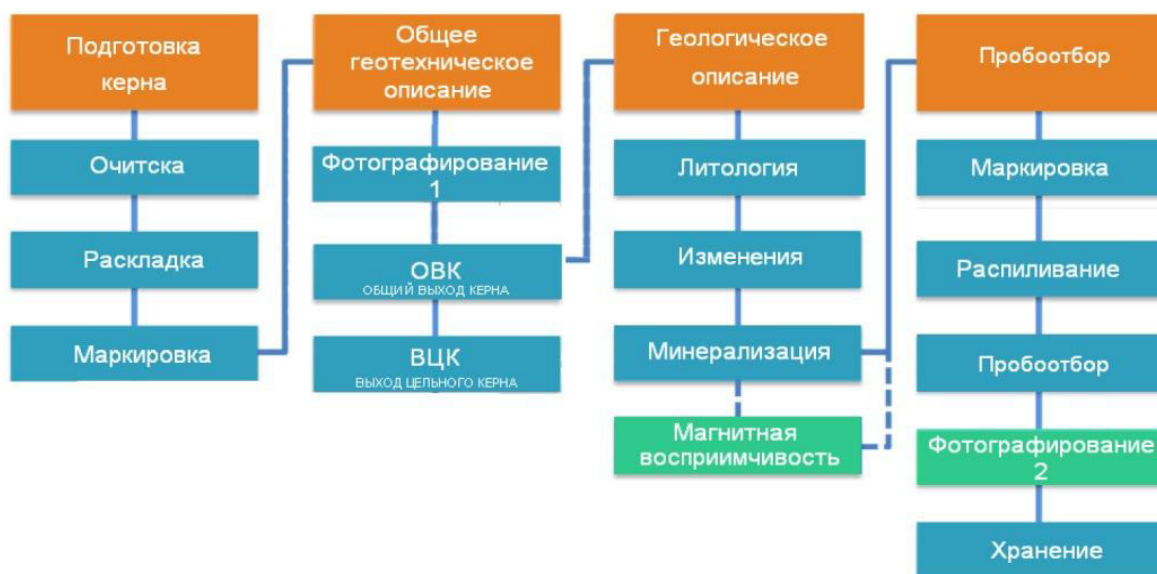 Подготовка
керна
Очитска
Раскладка
Маркировка
Общее
геотехническое
описание
Фотографирование
1
ОВК
ОБЩИЙ ВЫХОД КЕРНА
ВЦК
ВЫХОД ЦЕЛЬНОГО КЕРНА
Геологическое
описание
Литология
Изменения
Минерализация
Магнитная
восприимчивость
Пробоотбор
Маркировка
Распиливание
Пробоотбор
Фотографирование
2
Хранение